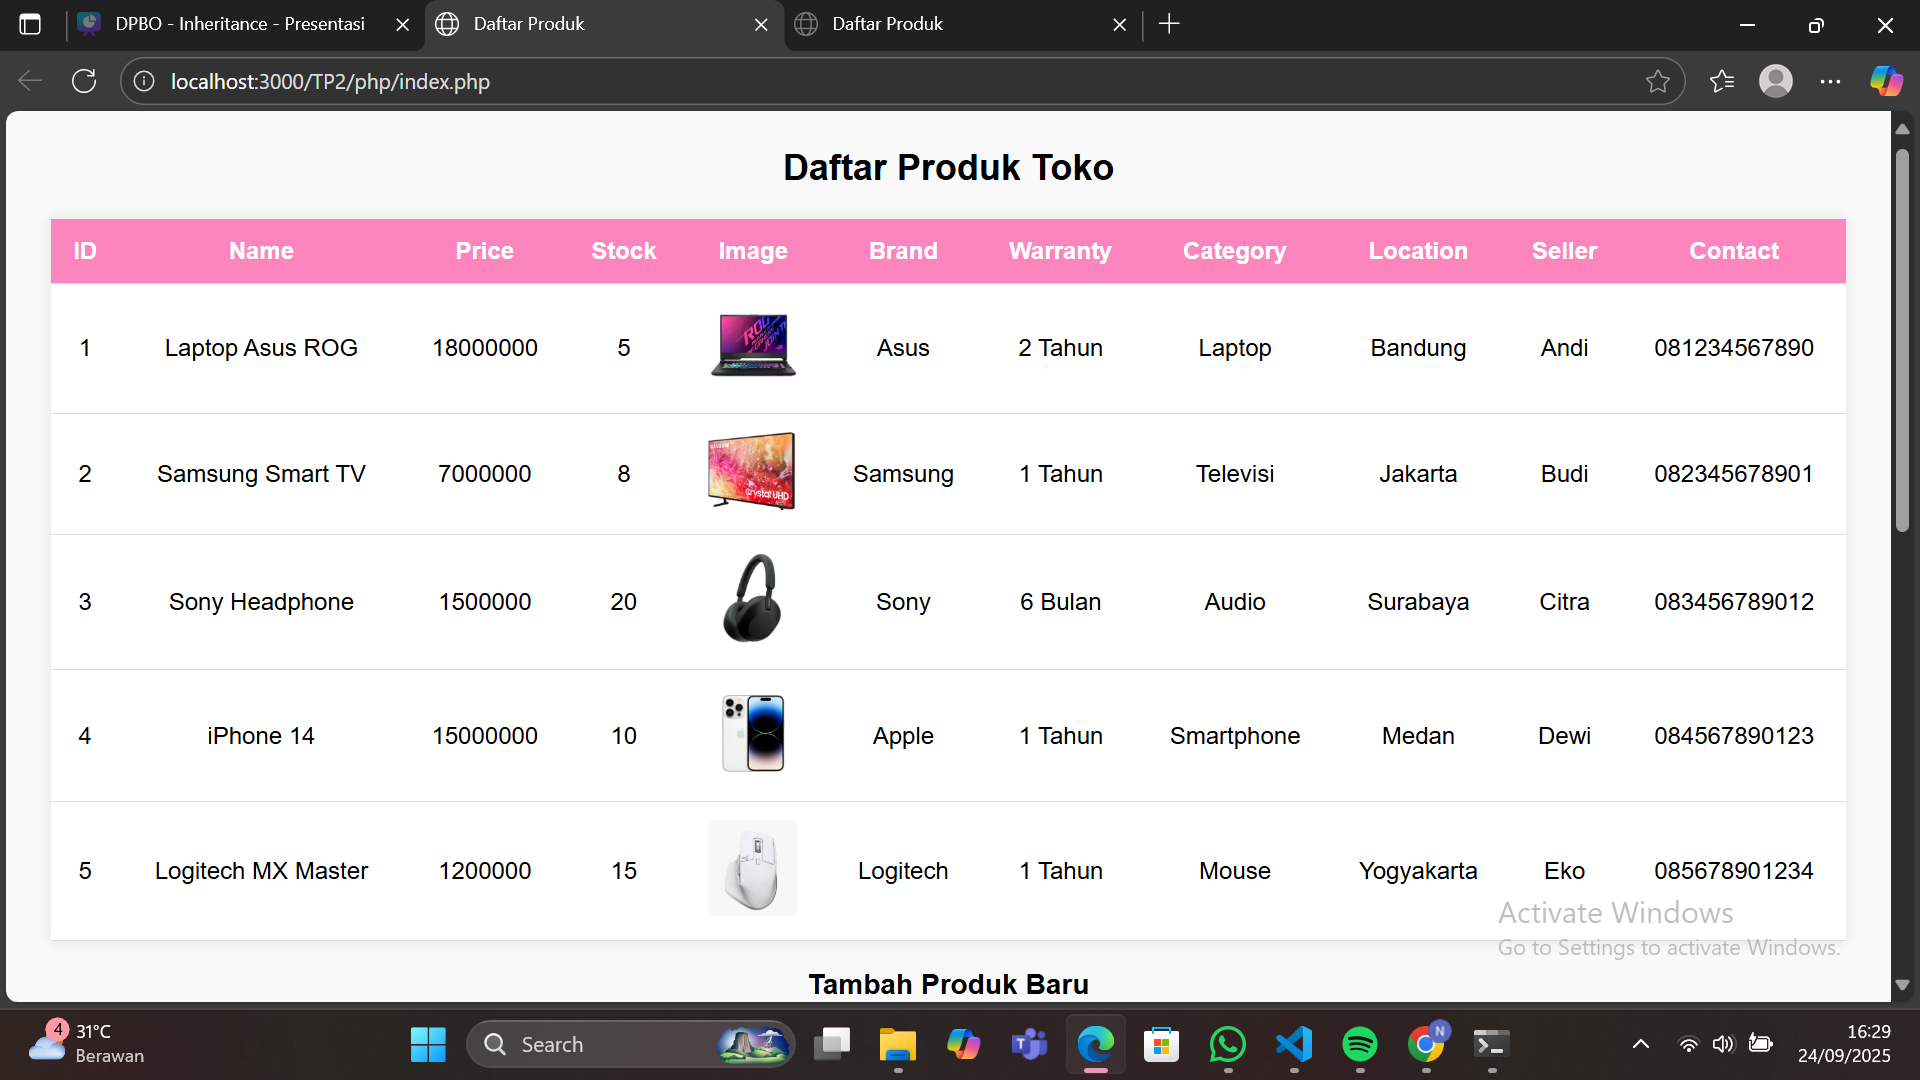 DPBO - Inheritance - Presentasi
Daftar Produk
Daftar Produk
localhost:3000/TP2/php/index.php
Daftar Produk Toko
ID Name Price Stock Image Brand Warranty Category Location Seller Contact
1 Laptop Asus ROG 18000000 5 Asus 2 Tahun Laptop Bandung Andi 081234567890
2 Samsung Smart TV 7000000 8 Samsung 1 Tahun Televisi Jakarta Budi 082345678901
Crystal UHD
3 Sony Headphone 1500000 20 Sony 6 Bulan Audio Surabaya Citra 083456789012
4 iPhone 14 15000000 10 Apple 1 Tahun Smartphone Medan Dewi 084567890123
5 Logitech MX Master 1200000 15 Logitech 1 Tahun Mouse Yogyakarta Eko 085678901234
Activate Windows
Go to Settings to activate Windows.
Tambah Produk Baru
4
31°C
Berawan
Search
N
16:29
24/09/2025